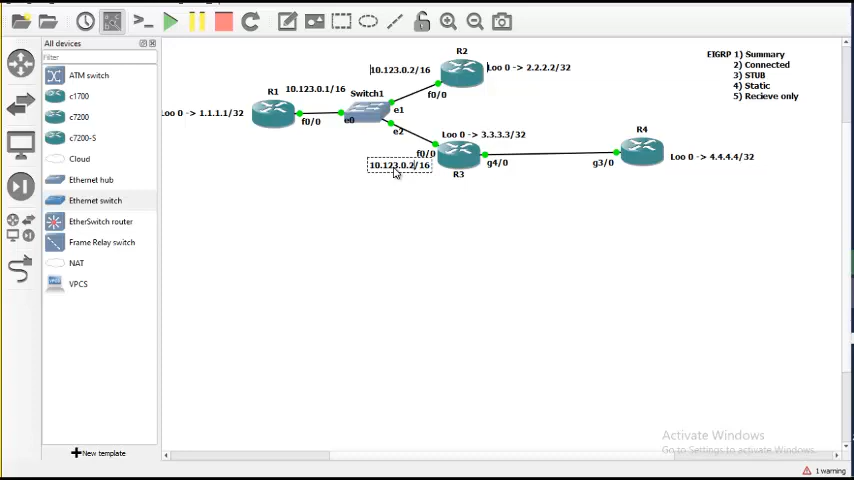 All devices
Filter
ATM switch
c1700
c7200
c7200-S
Cloud
Ethernet hub
Ethernet switch
EtherSwitch router
Frame Relay switch
NAT
VPCS
New template
R2
10.123.0.2/16
Loo 0 -> 2.2.2.2/32
f0/0
R1
10.123.0.1/16
Switch1
Loo 0 -> 1.1.1.1/32
f0/0
e0
e1
e2
Loo 0 -> 3.3.3.3/32
f0/0
10.123.0.2/16
R3
g4/0
R4
g3/0
Loo 0 -> 4.4.4.4/32
EIGRP 1) Summary
2) Connected
3) STUB
4) Static
5) Recieve only
Activate Windows
Go to Settings to activate Windows.
1 warning